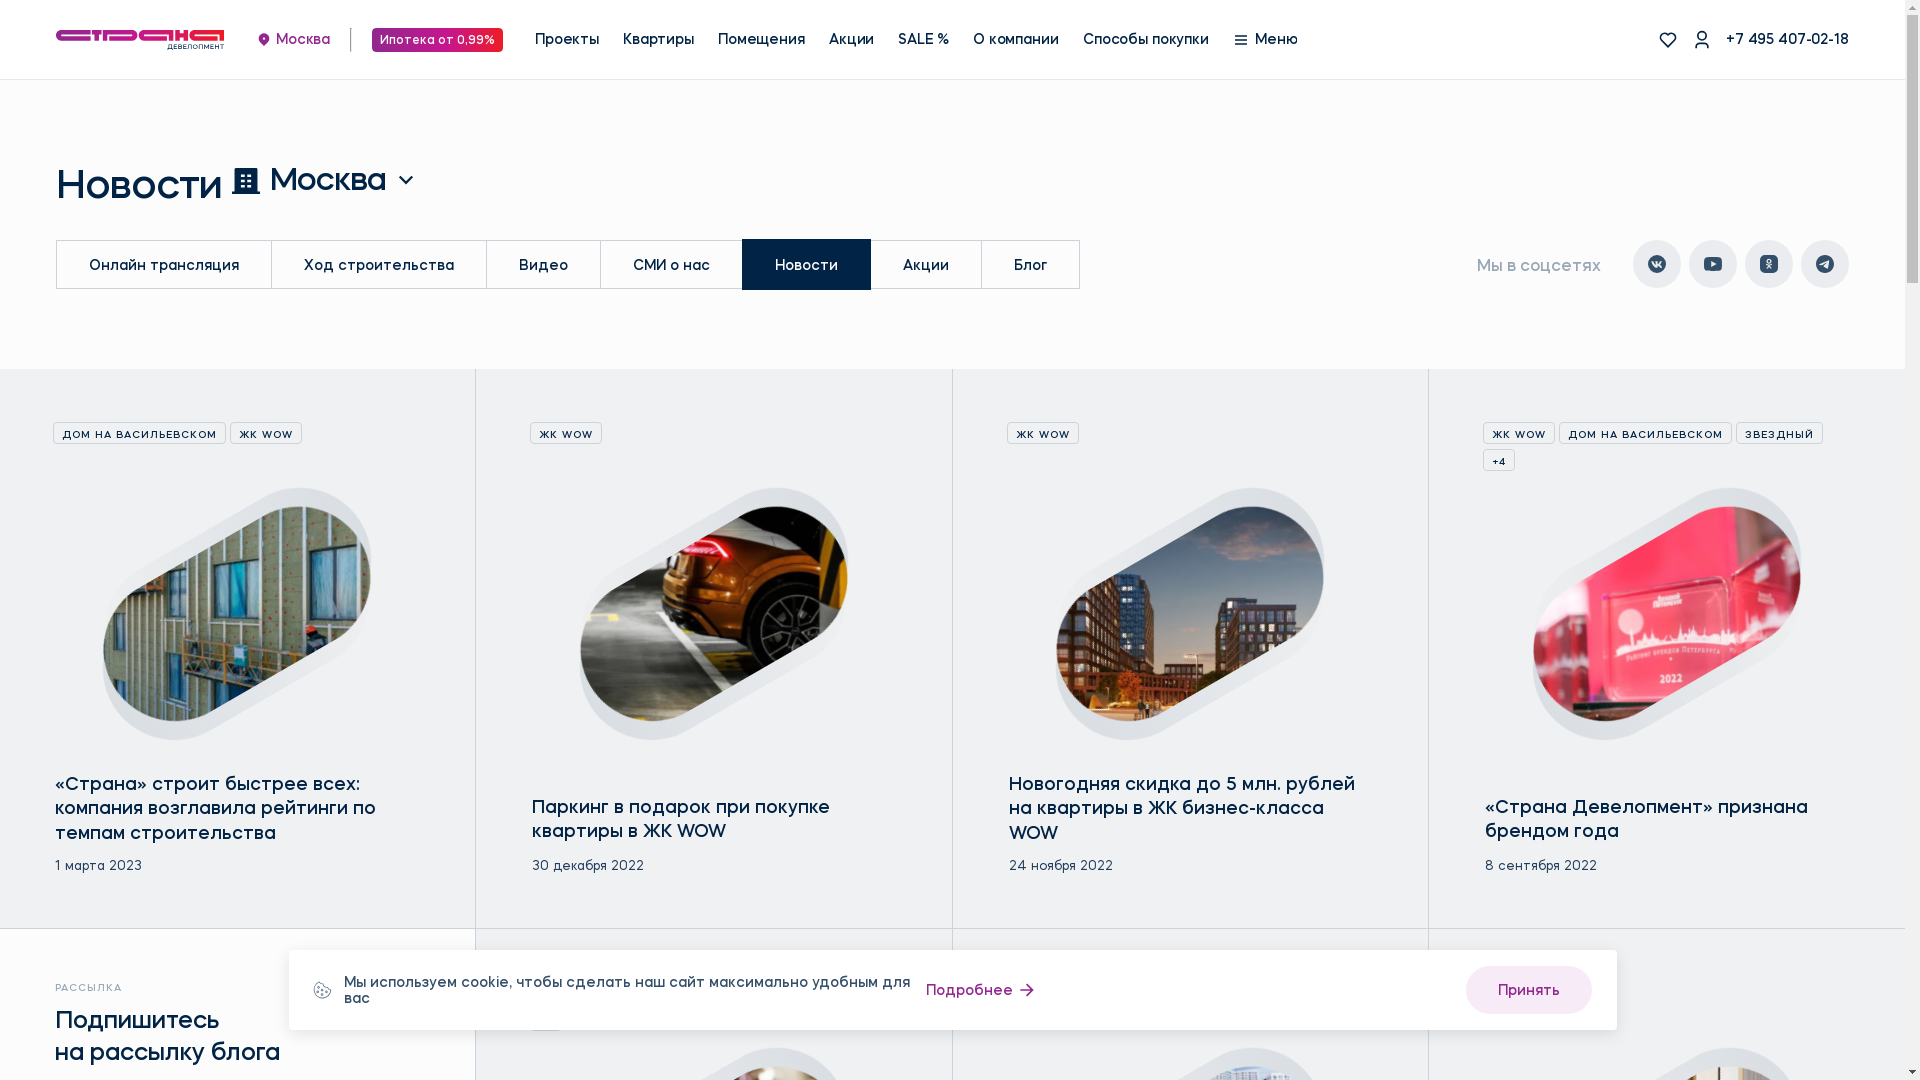 страна
ДЕВЕЛОПМЕНТ
Москва
Ипотека от 0,99%
Проекты
Квартиры
Помещения
Акции
SALE %
О компании
Способы покупки
Меню
+7 495 407-02-18
Новости
Москва
Онлайн трансляция
Ход строительства
Видео
СМИ о нас
Новости
Акции
Блог
Мы в соцсетях
ДОМ НА ВАСИЛЬЕВСКОМ
ЖК WOW
ЖК WOW
ЖК WOW
ЖК WOW
ДОМ НА ВАСИЛЬЕВСКОМ
ЗВЕЗДНЫЙ
+4
РЕЙТИНГ БРЕНДОВ ПЕТЕРБУРГА
2022
«Страна» строит быстрее всех:
компания возглавила рейтинги по
темпам строительства
1 марта 2023
Паркинг в подарок при покупке
квартиры в ЖК WOW
30 декабря 2022
Новогодняя скидка до 5 млн. рублей
на квартиры в ЖК бизнес-класса
WOW
24 ноября 2022
«Страна Девелопмент» признана
брендом года
8 сентября 2022
РАССЫЛКА
Подпишитесь
на рассылку блога
Мы используем cookie, чтобы сделать наш сайт максимально удобным для
вас
Подробнее
Принять